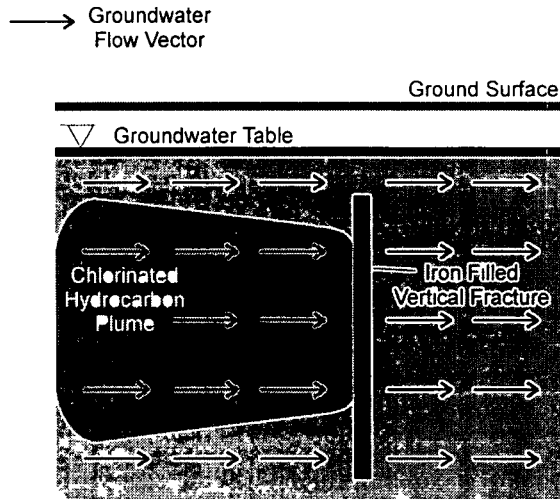 Groundwater
Flow Vector
Ground Surface
Groundwater Table
Chlorinated
Hydrocarbon
Plume
Iron Filled
Vertical Fracture